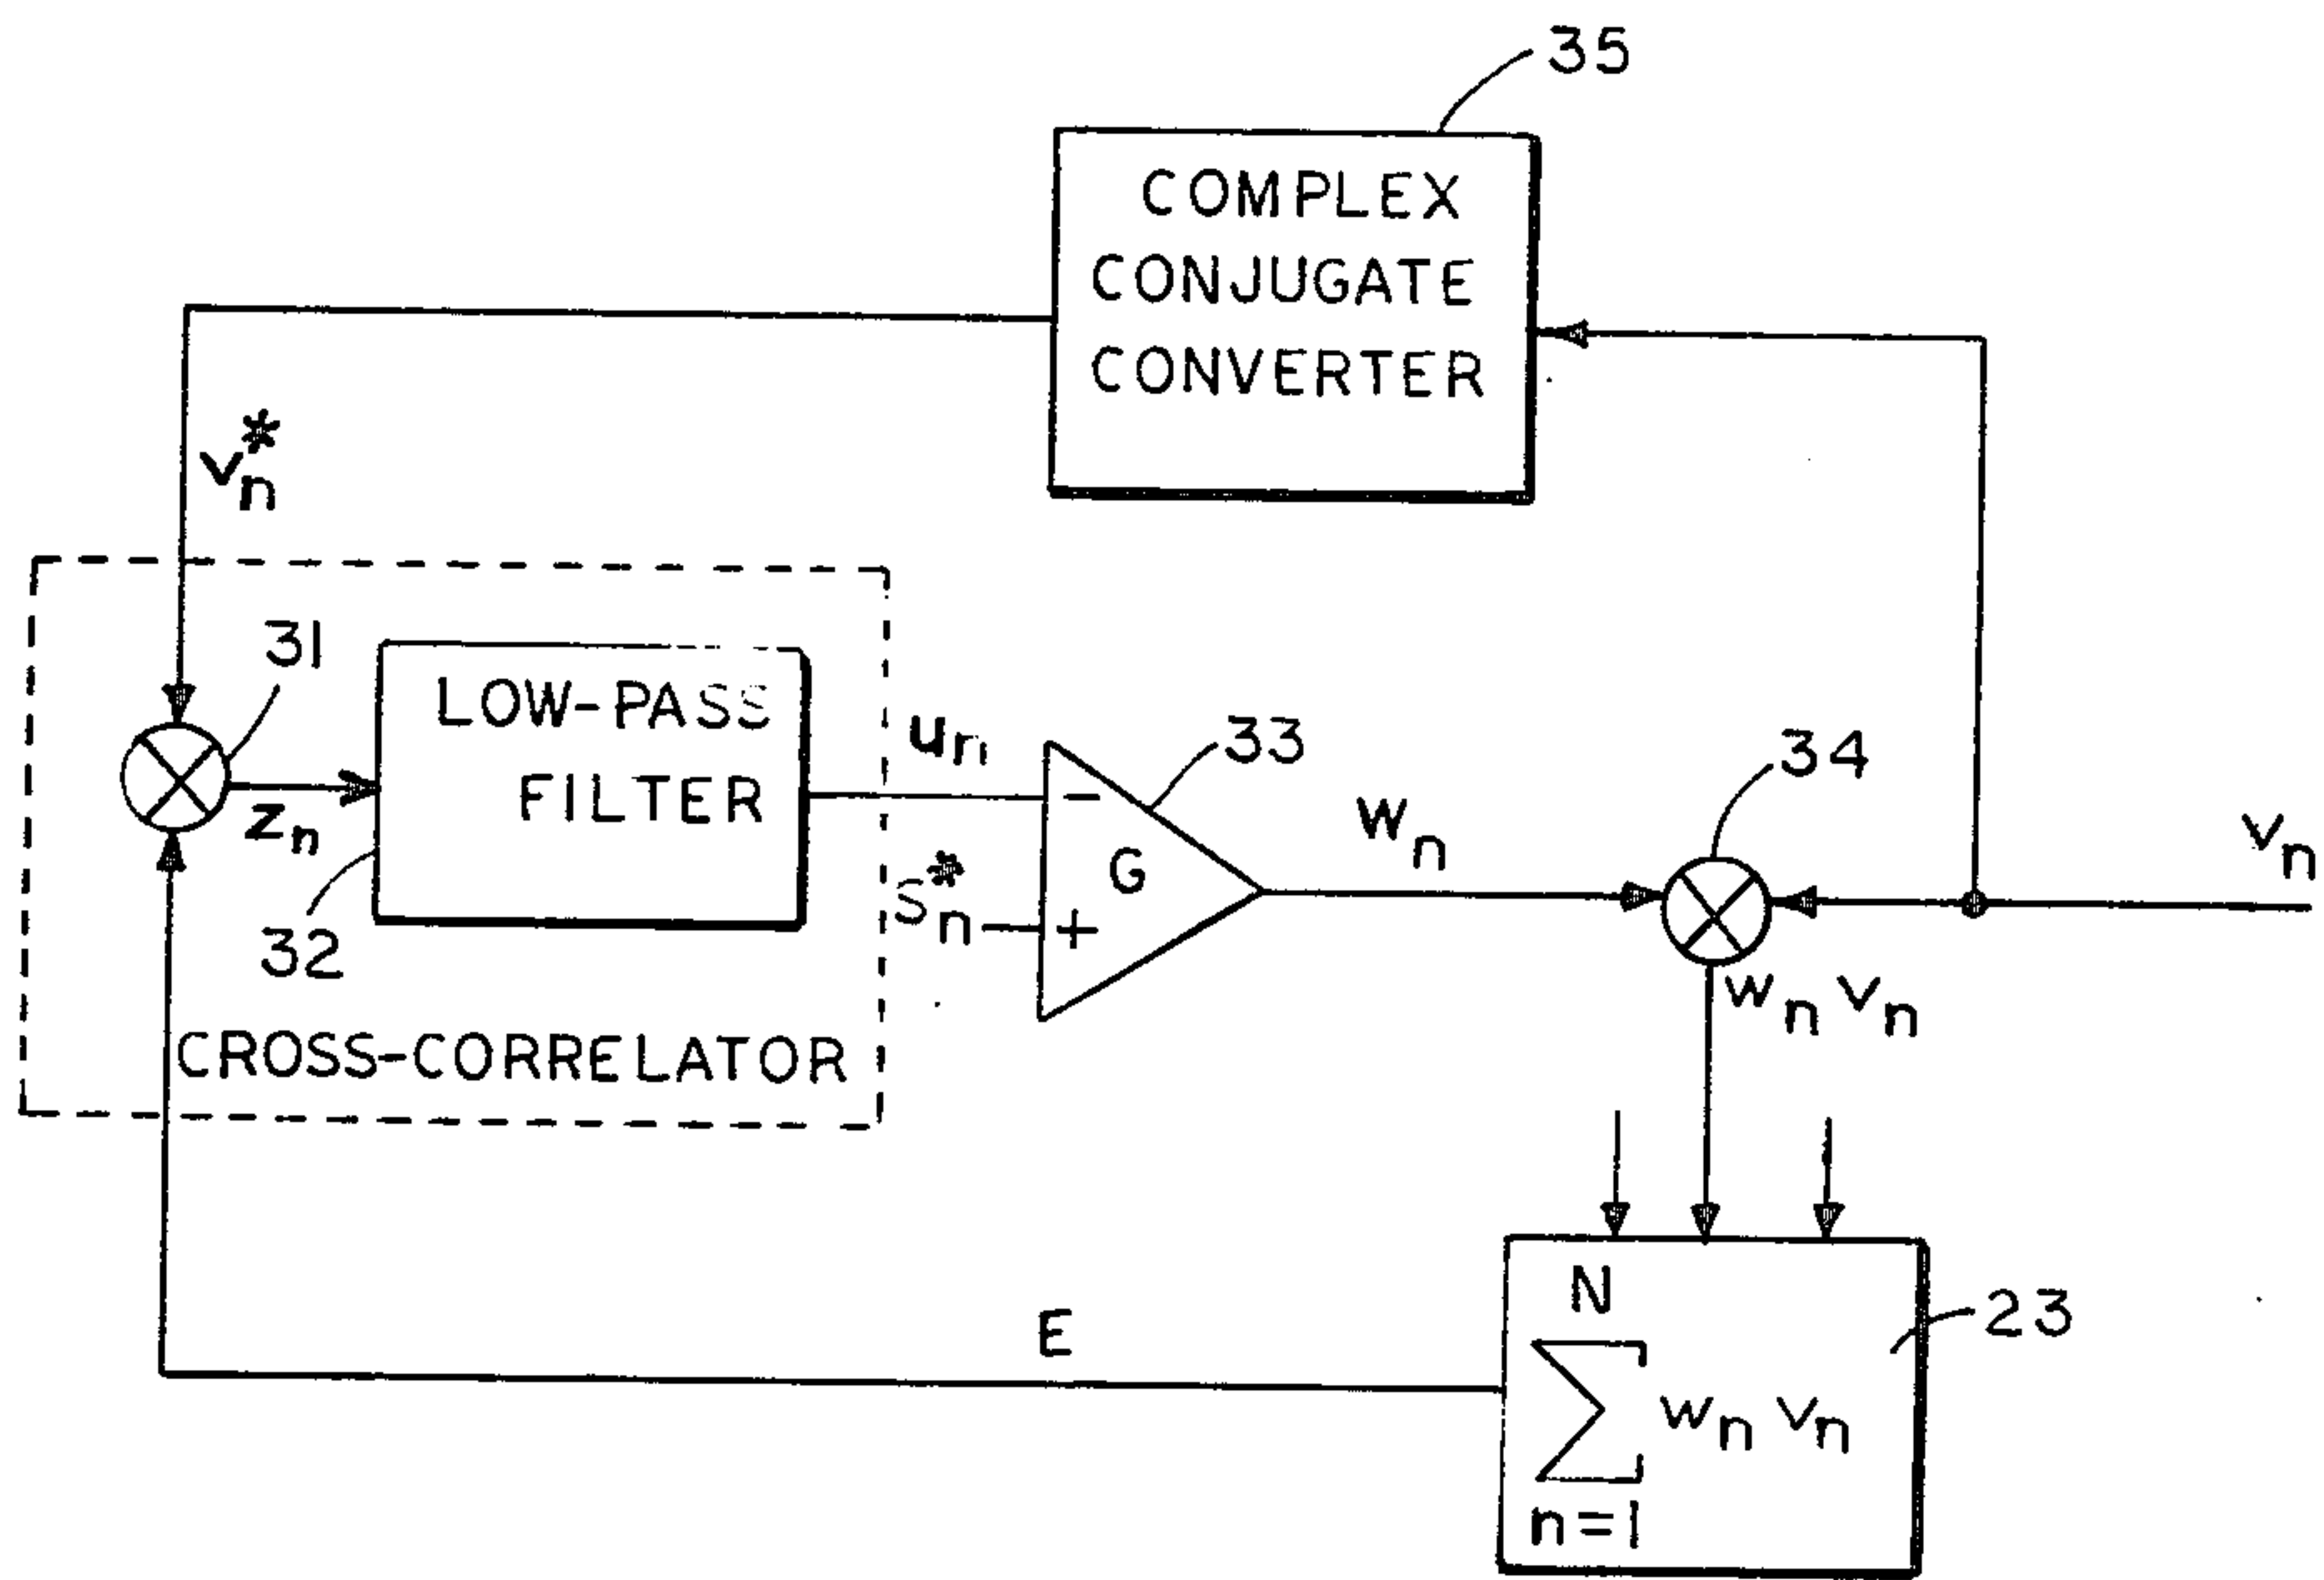 35
COMPLEX
CONJUGATE
CONVERTER
v*n
31
LOW-PASS
FILTER
zn
32
un
33
G
-
S*n
+
wn
34
vn
wn vn
CROSS-CORRELATOR
E
N
∑ wn vn
n=1
23